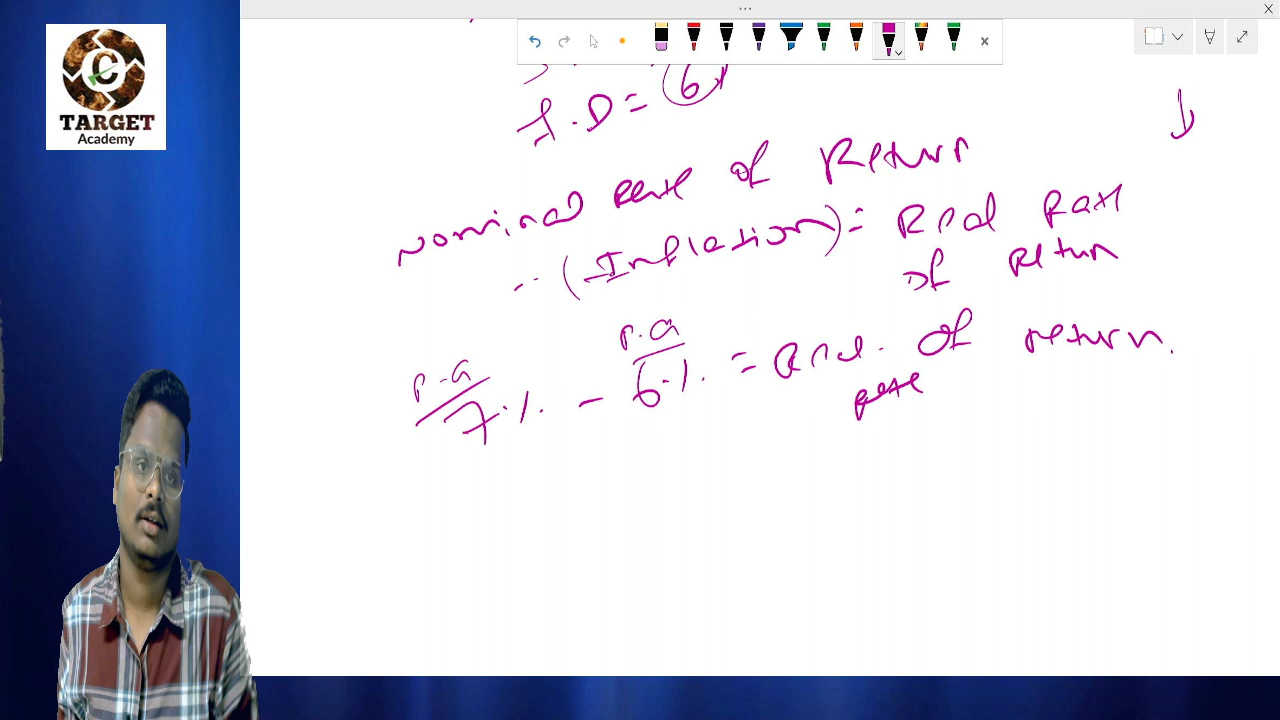 TARGET
Academy
f.D = 6%
nominal Rate of Return
-- (Inflation) = Real Rate
of Return
p.a p.a
7% - 6% = Real. of return.
rate